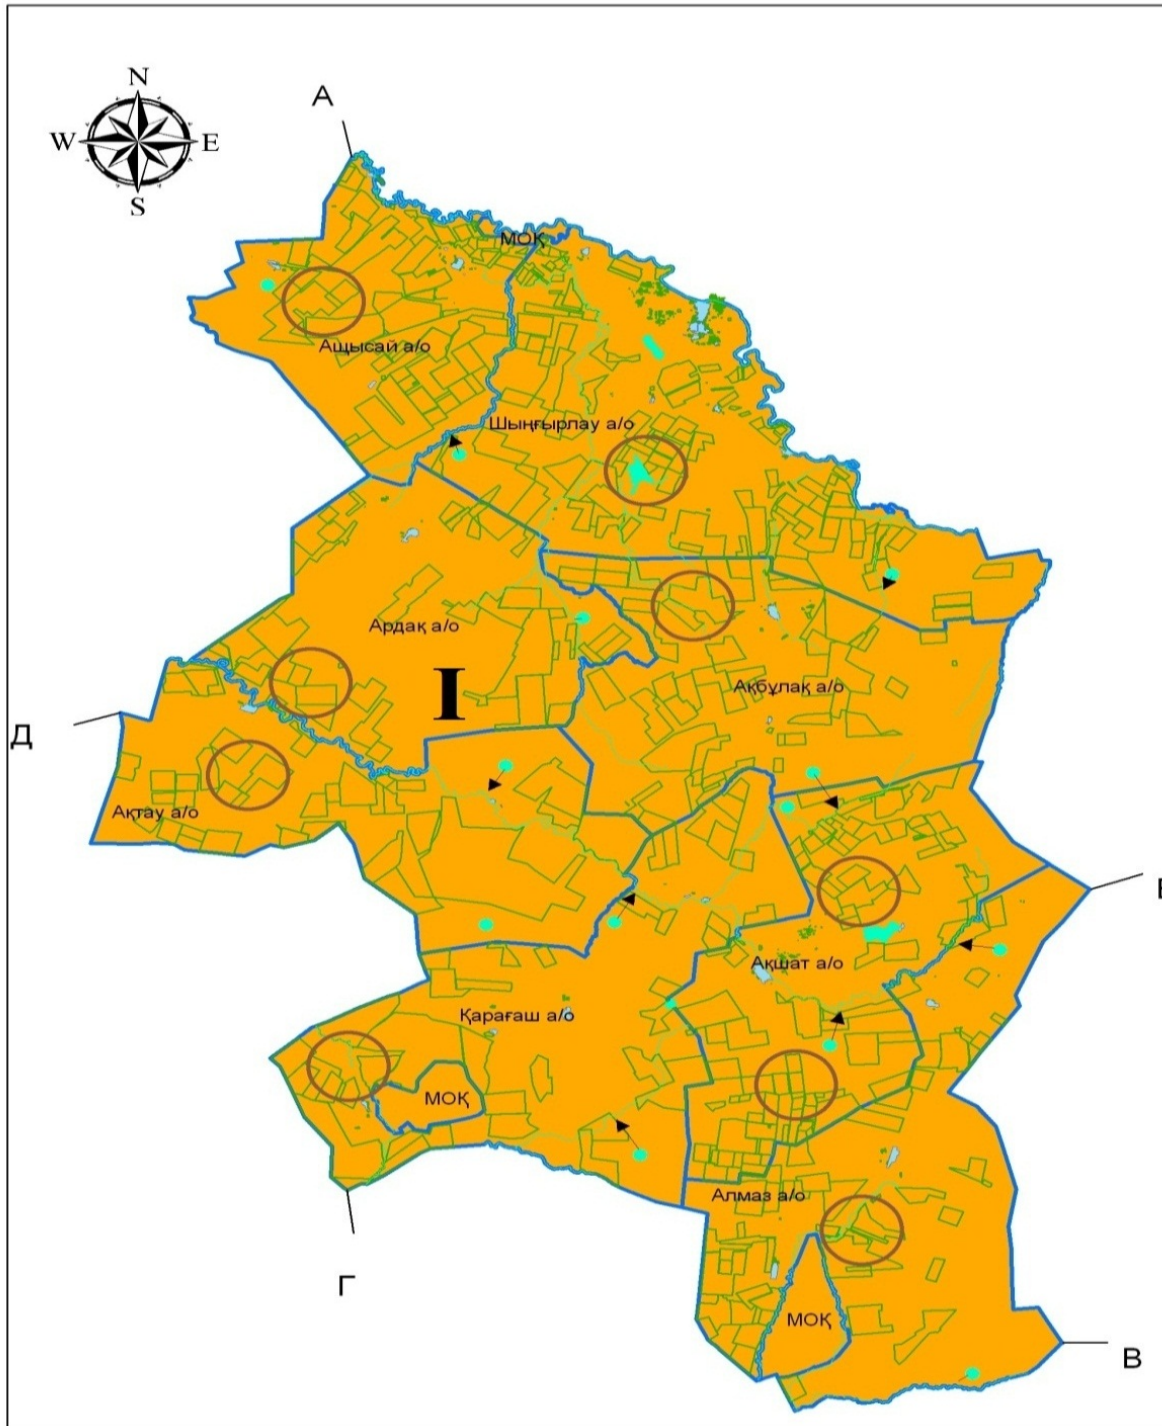 N
A
W E
S
МОҚ
Ащысай а/о
Шыңғырлау а/о
Ардақ а/о
I
Ақбұлақ а/о
Д
Ақтау а/о
Ақшат а/о
Қарағаш а/о
МОҚ
Алмаз а/о
Г
МОҚ
В